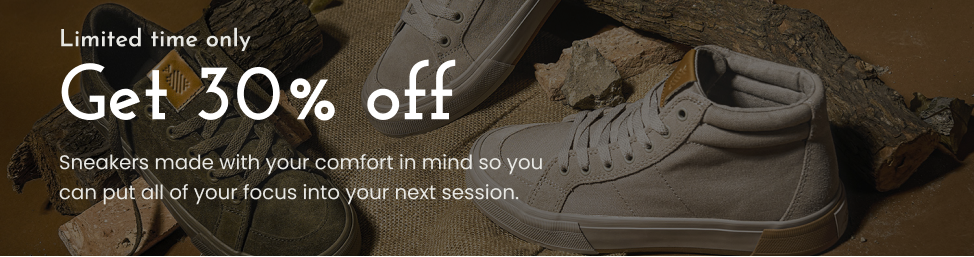 Limited time only
Get 30% off
Sneakers made with your comfort in mind so you
can put all of your focus into your next session.